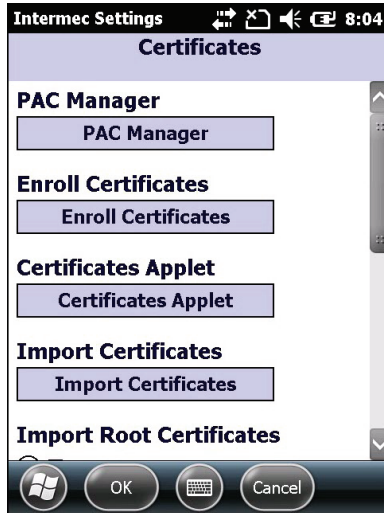 Intermec Settings 8:04
Certificates
PAC Manager
PAC Manager
Enroll Certificates
Enroll Certificates
Certificates Applet
Certificates Applet
Import Certificates
Import Certificates
Import Root Certificates
OK Cancel